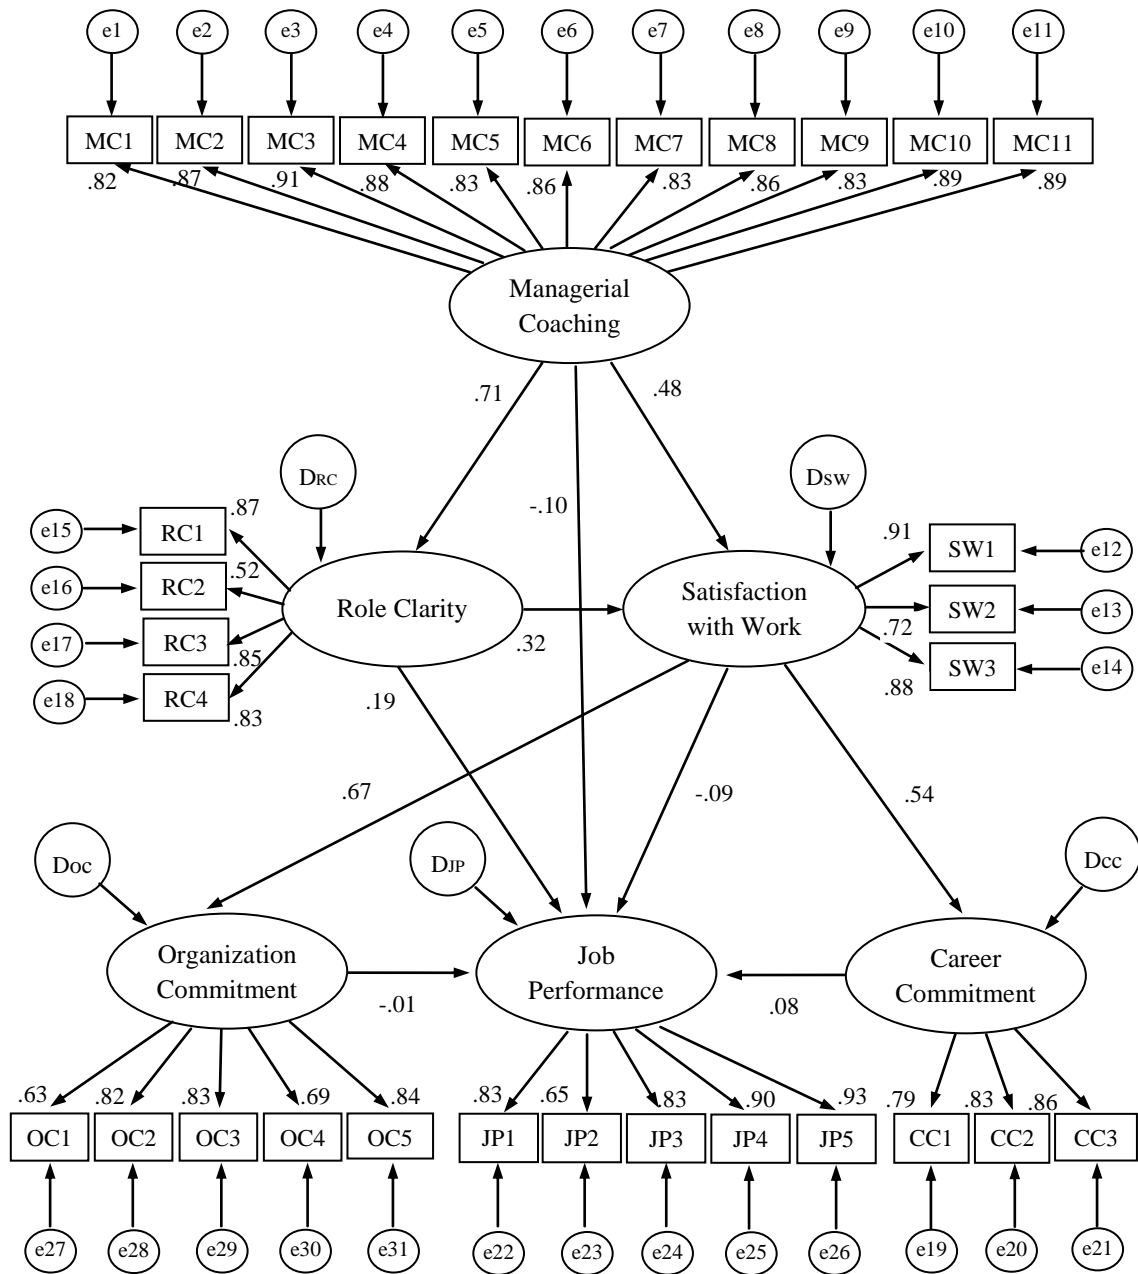 e1 e2 e3 e4 e5 e6 e7 e8 e9 e10 e11
MC1 MC2 MC3 MC4 MC5 MC6 MC7 MC8 MC9 MC10 MC11
.82 .87 .91 .88 .83 .86 .83 .86 .83 .89 .89
Managerial
Coaching
.71 -.10 .48
DRC Dsw
e15 RC1 .87
e16 RC2 .52
e17 RC3 .85
e18 RC4 .83
Role Clarity
.32
Satisfaction
with Work
.91 SW1 e12
.72 SW2 e13
.88 SW3 e14
.19
.67 -.09 .54
Doc DJP Dcc
Organization
Commitment
-.01
Job
Performance
.08
Career
Commitment
.63 .82 .83 .69 .84 .83 .65 .83 .90 .93 .79 .83 .86
OC1 OC2 OC3 OC4 OC5 JP1 JP2 JP3 JP4 JP5 CC1 CC2 CC3
e27 e28 e29 e30 e31 e22 e23 e24 e25 e26 e19 e20 e21